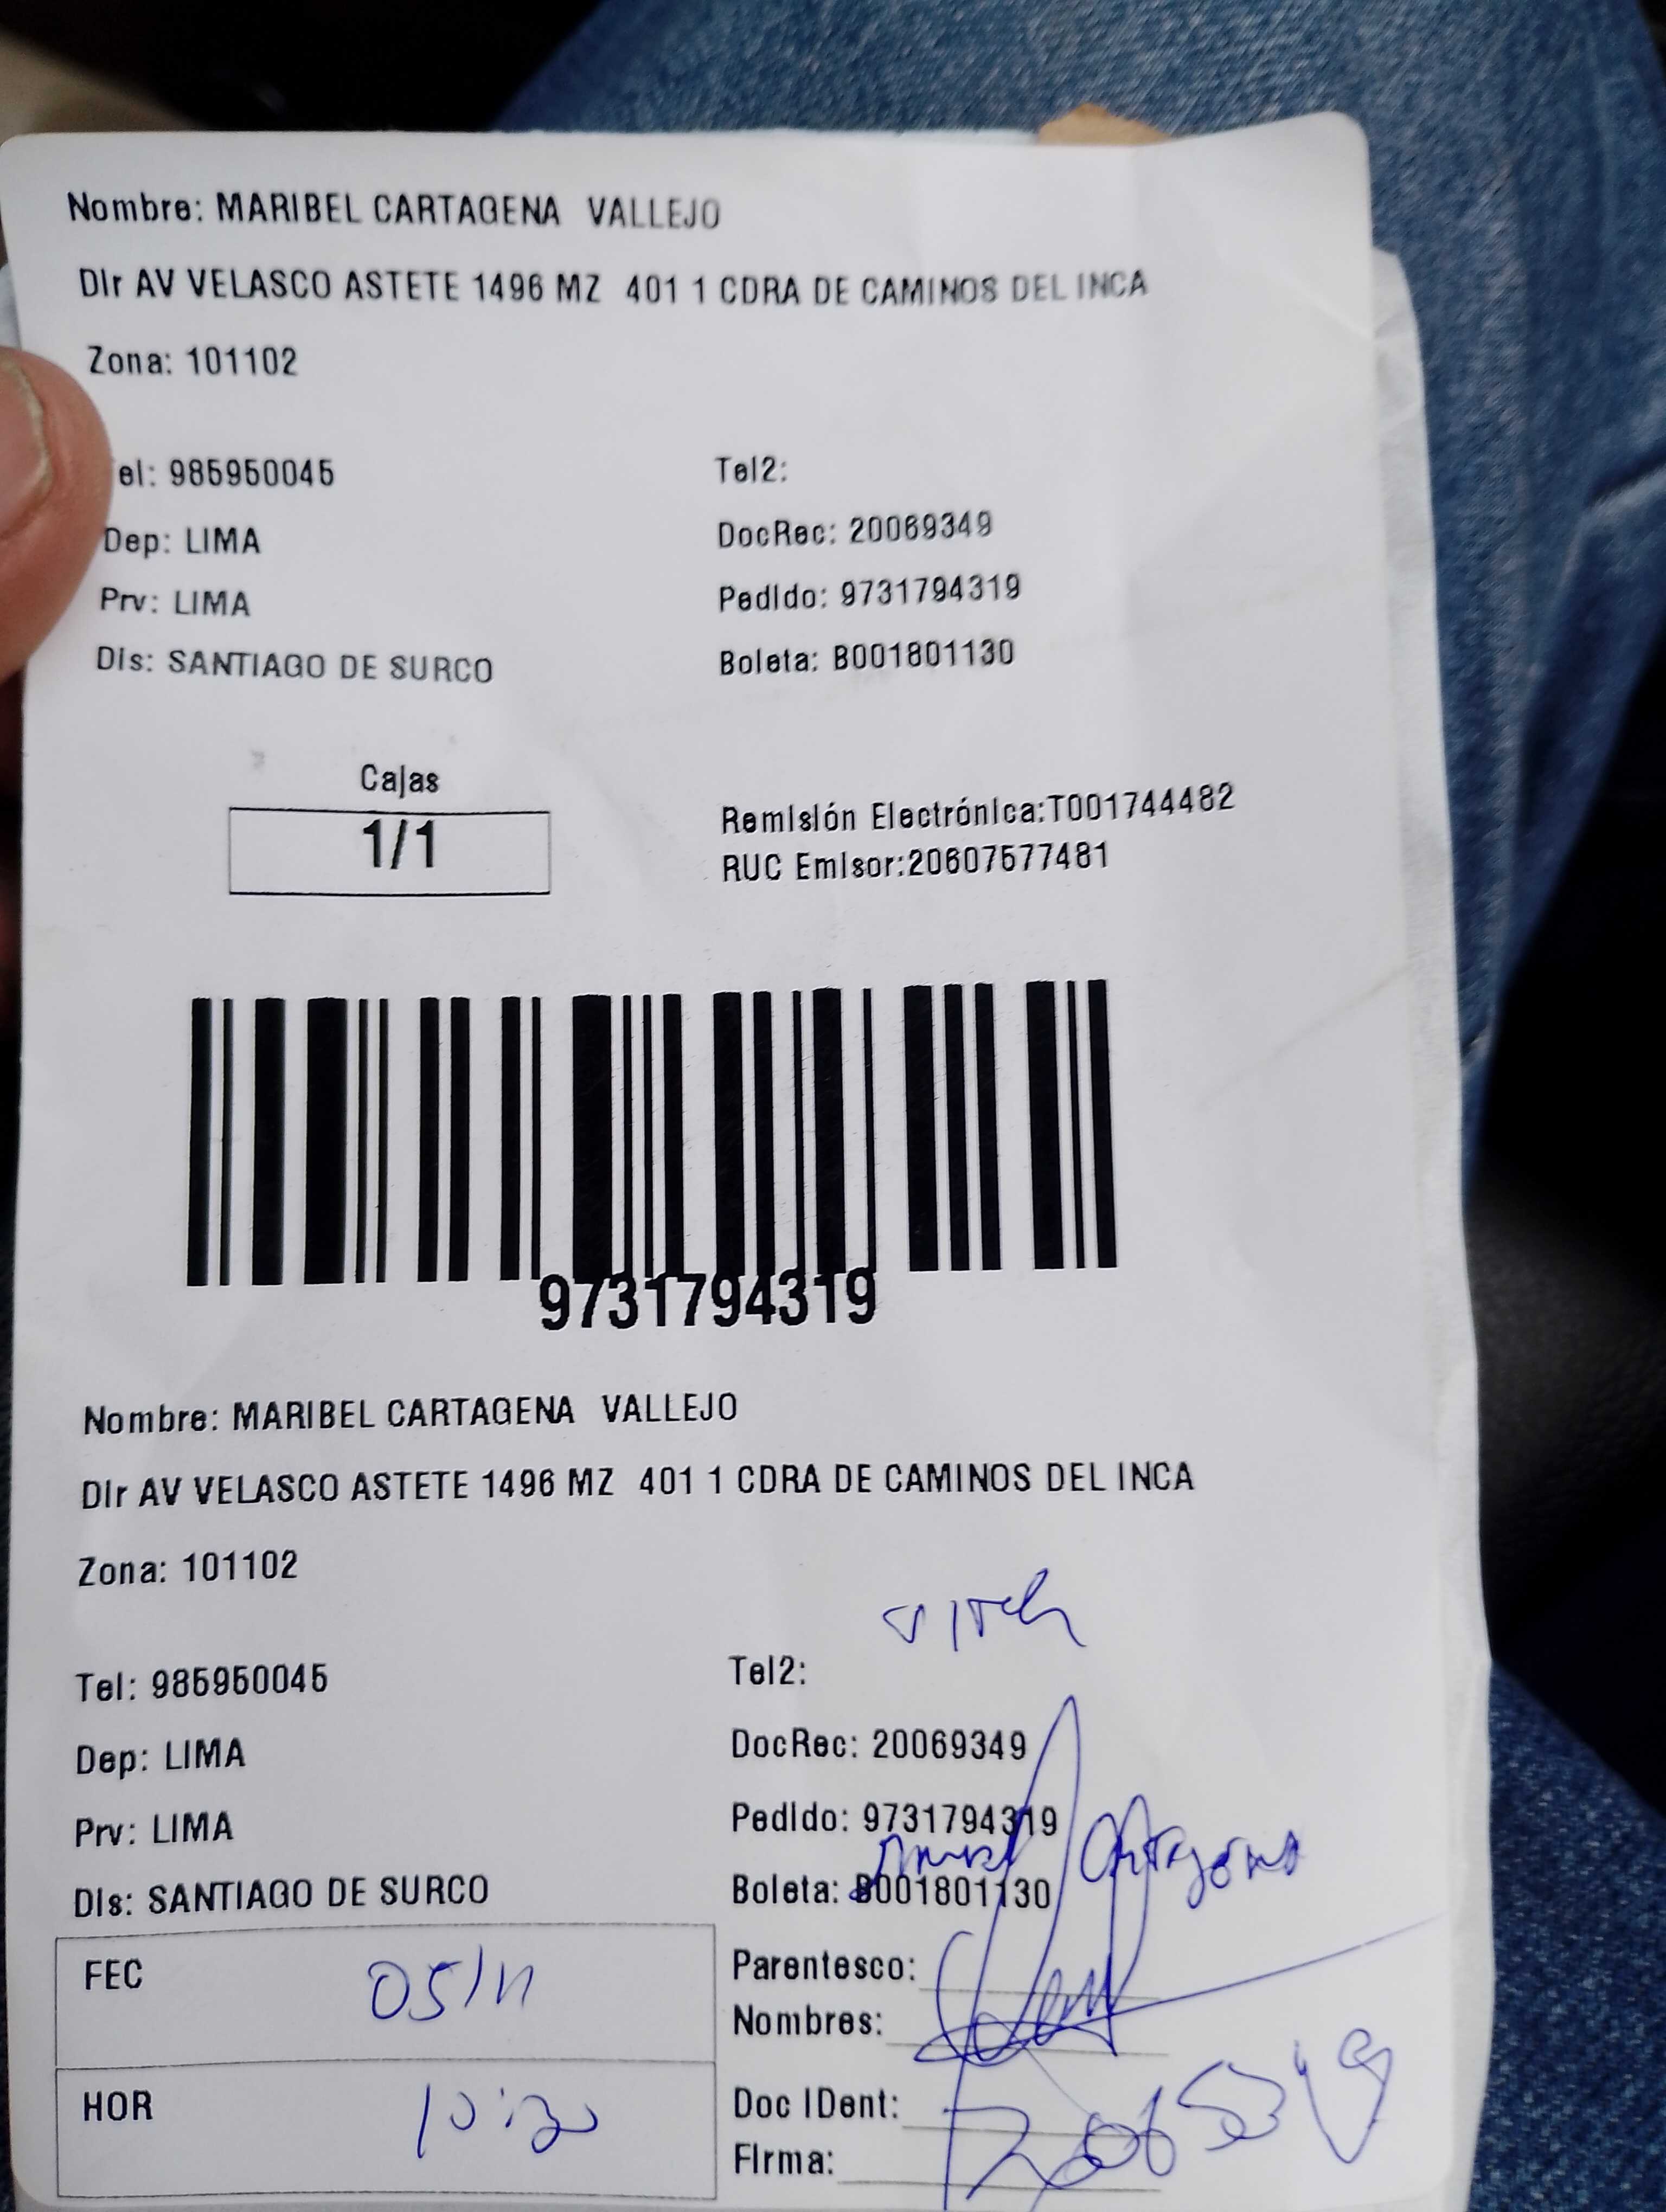 Nombre: MARIBEL CARTAGENA VALLEJO
Dir AV VELASCO ASTETE 1496 MZ 401 1 CDRA DE CAMINOS DEL INCA
Zona: 101102
el: 985950045
Tel2:
Dep: LIMA
DocRec: 20069349
Prv: LIMA
Pedido: 9731794319
Dis: SANTIAGO DE SURCO
Boleta: B001801130
Cajas
1/1
Remisión Electrónica:T001744482
RUC Emisor:20607577481
9731794319
Nombre: MARIBEL CARTAGENA VALLEJO
Dir AV VELASCO ASTETE 1496 MZ 401 1 CDRA DE CAMINOS DEL INCA
Zona: 101102
Tel: 985950045
Tel2:
Dep: LIMA
DocRec: 20069349
Prv: LIMA
Pedido: 9731794319
Dis: SANTIAGO DE SURCO
Boleta: B001801130
Cartagena
FEC 05/11
Parentesco:
Nombres:
HOR 10:30
Doc IDent:
Firma: